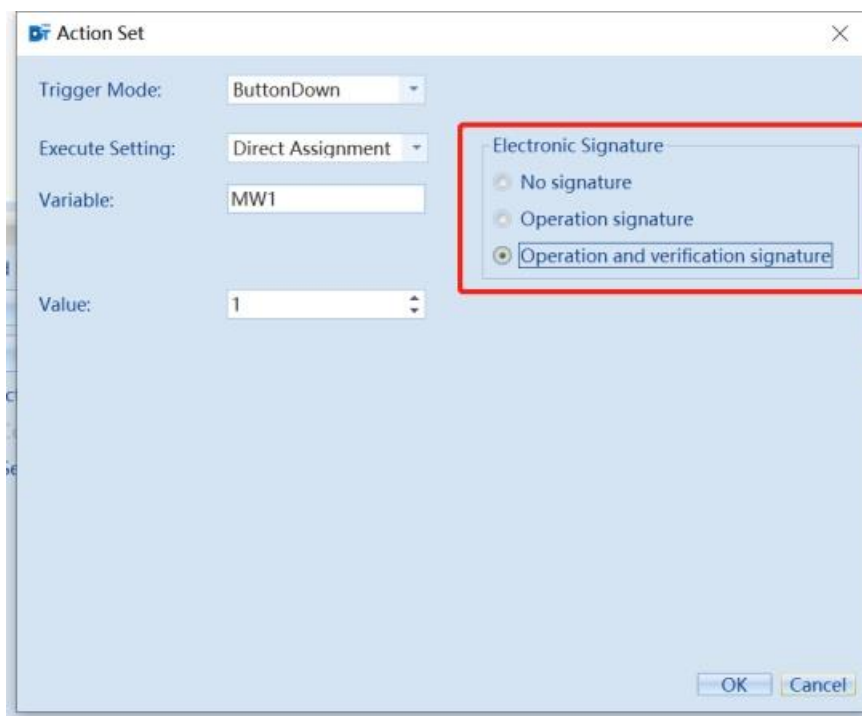 Action Set
Trigger Mode: ButtonDown
Execute Setting: Direct Assignment
Electronic Signature
No signature
Variable: MW1
Operation signature
Operation and verification signature
Value: 1
OK Cancel